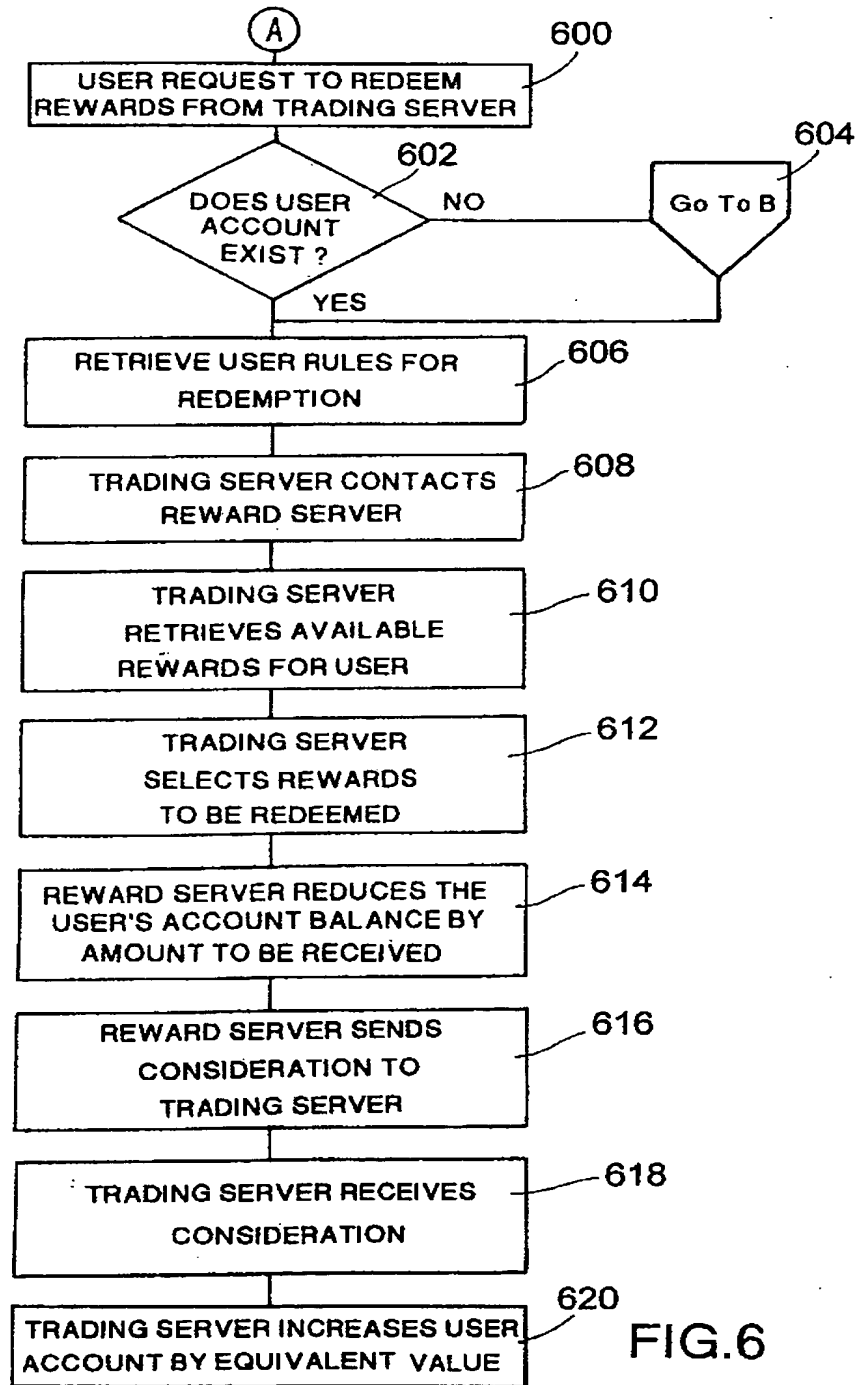 A
600
USER REQUEST TO REDEEM
REWARDS FROM TRADING SERVER
602
604
DOES USER
ACCOUNT
EXIST ?
NO
Go To B
YES
606
RETRIEVE USER RULES FOR
REDEMPTION
608
TRADING SERVER CONTACTS
REWARD SERVER
610
TRADING SERVER
RETRIEVES AVAILABLE
REWARDS FOR USER
612
TRADING SERVER
SELECTS REWARDS
TO BE REDEEMED
614
REWARD SERVER REDUCES THE
USER'S ACCOUNT BALANCE BY
AMOUNT TO BE RECEIVED
616
REWARD SERVER SENDS
CONSIDERATION TO
TRADING SERVER
618
TRADING SERVER RECEIVES
CONSIDERATION
620
TRADING SERVER INCREASES USER
ACCOUNT BY EQUIVALENT VALUE
FIG.6